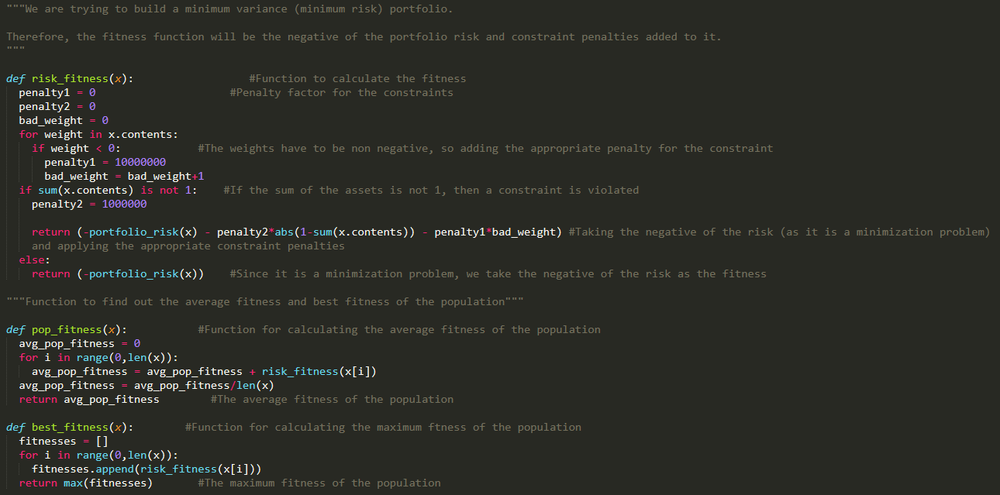 """We are trying to build a minimum variance (minimum risk) portfolio.
Therefore, the fitness function will be the negative of the portfolio risk and constraint penalties added to it.
"""
def risk_fitness(x):                  #Function to calculate the fitness
  penalty1 = 0                     #Penalty factor for the constraints
  penalty2 = 0
  bad_weight = 0
  for weight in x.contents:
    if weight < 0:            #The weights have to be non negative, so adding the appropriate penalty for the constraint
      penalty1 = 10000000
      bad_weight = bad_weight+1
  if sum(x.contents) is not 1:    #If the sum of the assets is not 1, then a constraint is violated
    penalty2 = 1000000
    return (-portfolio_risk(x) - penalty2*abs(1-sum(x.contents)) - penalty1*bad_weight) #Taking the negative of the risk (as it is a minimization problem)
    and applying the appropriate constraint penalties
  else:
    return (-portfolio_risk(x))    #Since it is a minimization problem, we take the negative of the risk as the fitness
"""Function to find out the average fitness and best fitness of the population"""
def pop_fitness(x):           #Function for calculating the average fitness of the population
  avg_pop_fitness = 0
  for i in range(0,len(x)):
    avg_pop_fitness = avg_pop_fitness + risk_fitness(x[i])
  avg_pop_fitness = avg_pop_fitness/len(x)
  return avg_pop_fitness        #The average fitness of the population
def best_fitness(x):        #Function for calculating the maximum ftness of the population
  fitnesses = []
  for i in range(0,len(x)):
    fitnesses.append(risk_fitness(x[i]))
  return max(fitnesses)       #The maximum fitness of the population